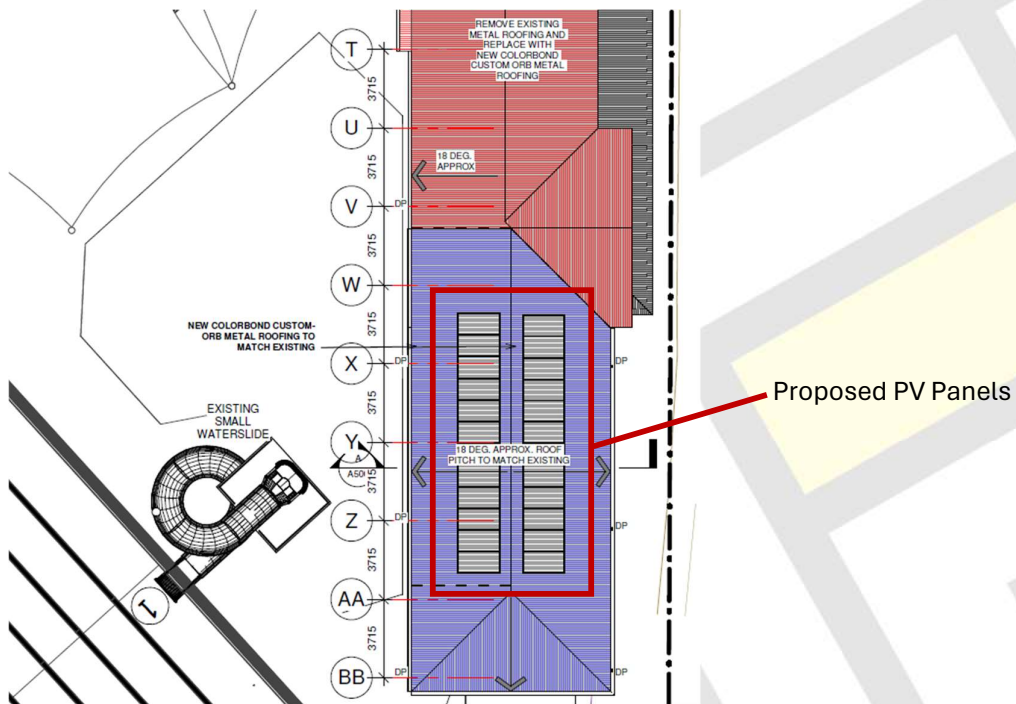 REMOVE EXISTING
METAL ROOFING AND
REPLACE WITH
NEW COLORBOND
CUSTOM ORB METAL
ROOFING
T
3715
U
18 DEG.
APPROX
3715
V
DP
3715
W
3715
NEW COLORBOND CUSTOM-
ORB METAL ROOFING TO
MATCH EXISTING
X
DP
DP
3715
Proposed PV Panels
EXISTING
SMALL
WATERSLIDE
Y
18 DEG. APPROX. ROOF
PITCH TO MATCH EXISTING
A
A50
3715
Z
DP
DP
3715
AA
1
3715
BB
DP
DP